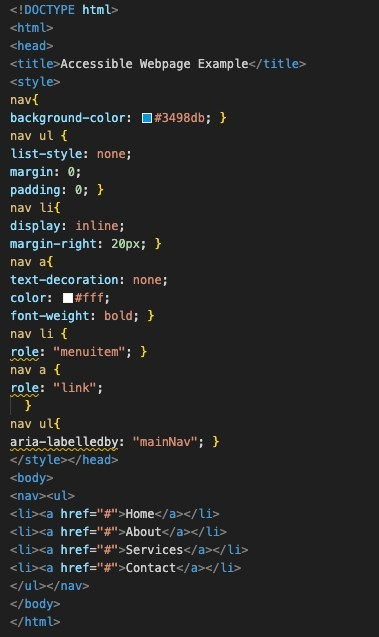 <!DOCTYPE html>
<html>
<head>
<title>Accessible Webpage Example</title>
<style>
nav{
background-color: #3498db; }
nav ul {
list-style: none;
margin: 0;
padding: 0; }
nav li{
display: inline;
margin-right: 20px; }
nav a{
text-decoration: none;
color: #fff;
font-weight: bold; }
nav li {
role: "menuitem"; }
nav a {
role: "link";
  }
nav ul{
aria-labelledby: "mainNav"; }
</style></head>
<body>
<nav><ul>
<li><a href="#">Home</a></li>
<li><a href="#">About</a></li>
<li><a href="#">Services</a></li>
<li><a href="#">Contact</a></li>
</ul></nav>
</body>
</html>